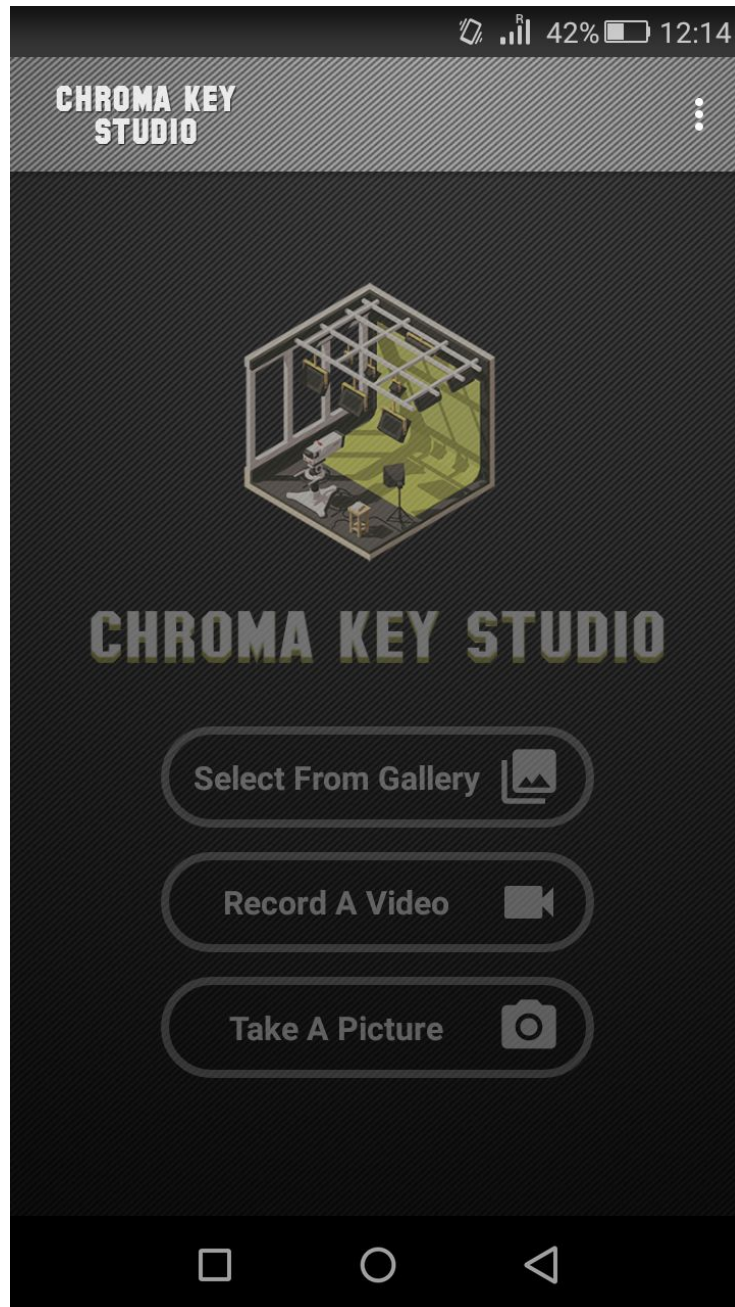 R
42% 12:14
CHROMA KEY
STUDIO
CHROMA KEY STUDIO
Select From Gallery
Record A Video
Take A Picture